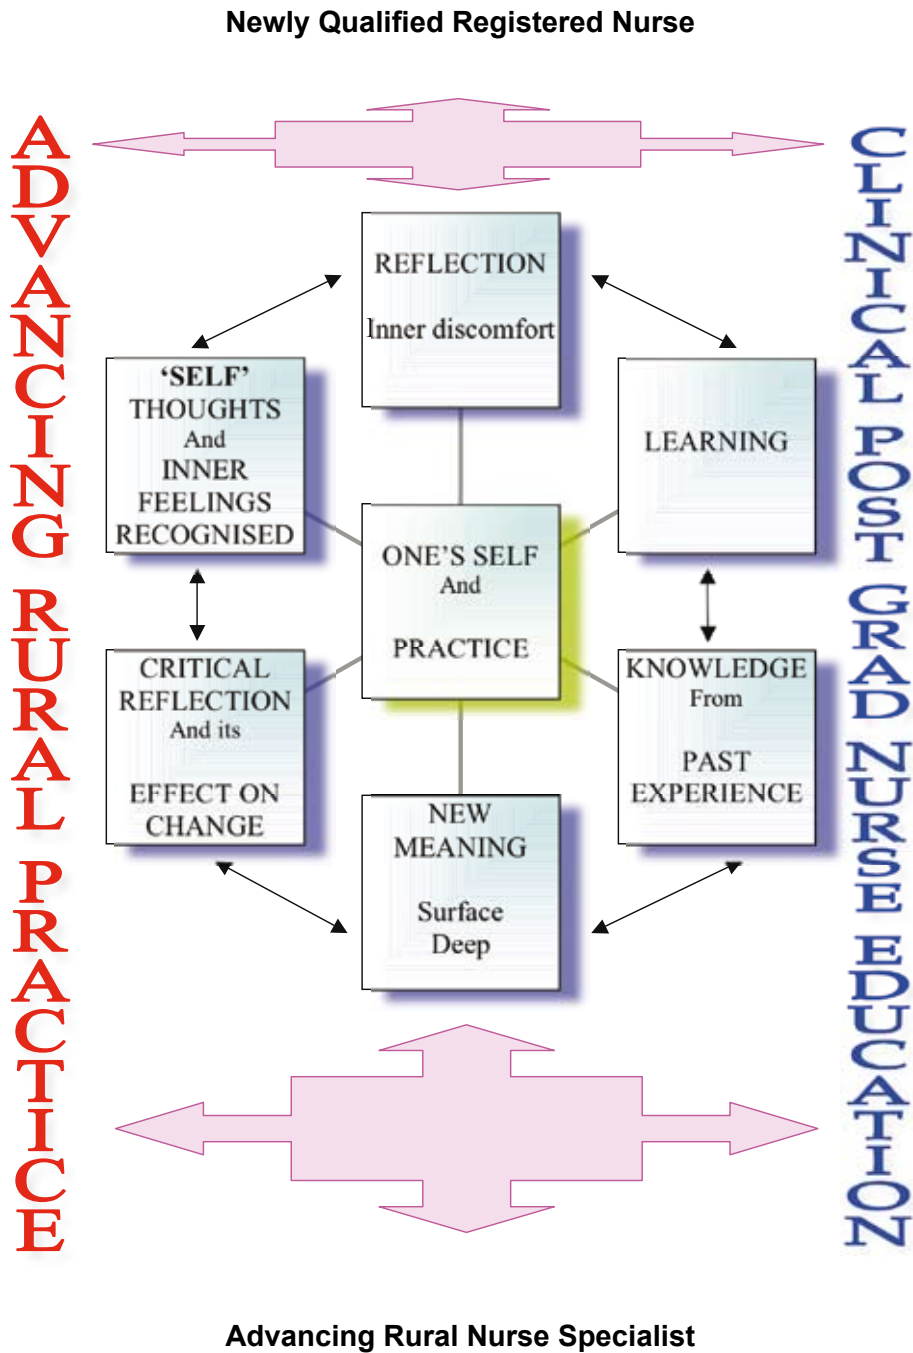 Newly Qualified Registered Nurse
ADVANCING RURAL PRACTICE
CLINICAL POST GRAD NURSE EDUCATION
REFLECTION
Inner discomfort
‘SELF’
THOUGHTS
And
INNER
FEELINGS
RECOGNISED
LEARNING
ONE’S SELF
And
PRACTICE
CRITICAL
REFLECTION
And its
EFFECT ON
CHANGE
KNOWLEDGE
From
PAST
EXPERIENCE
NEW
MEANING
Surface
Deep
Advancing Rural Nurse Specialist